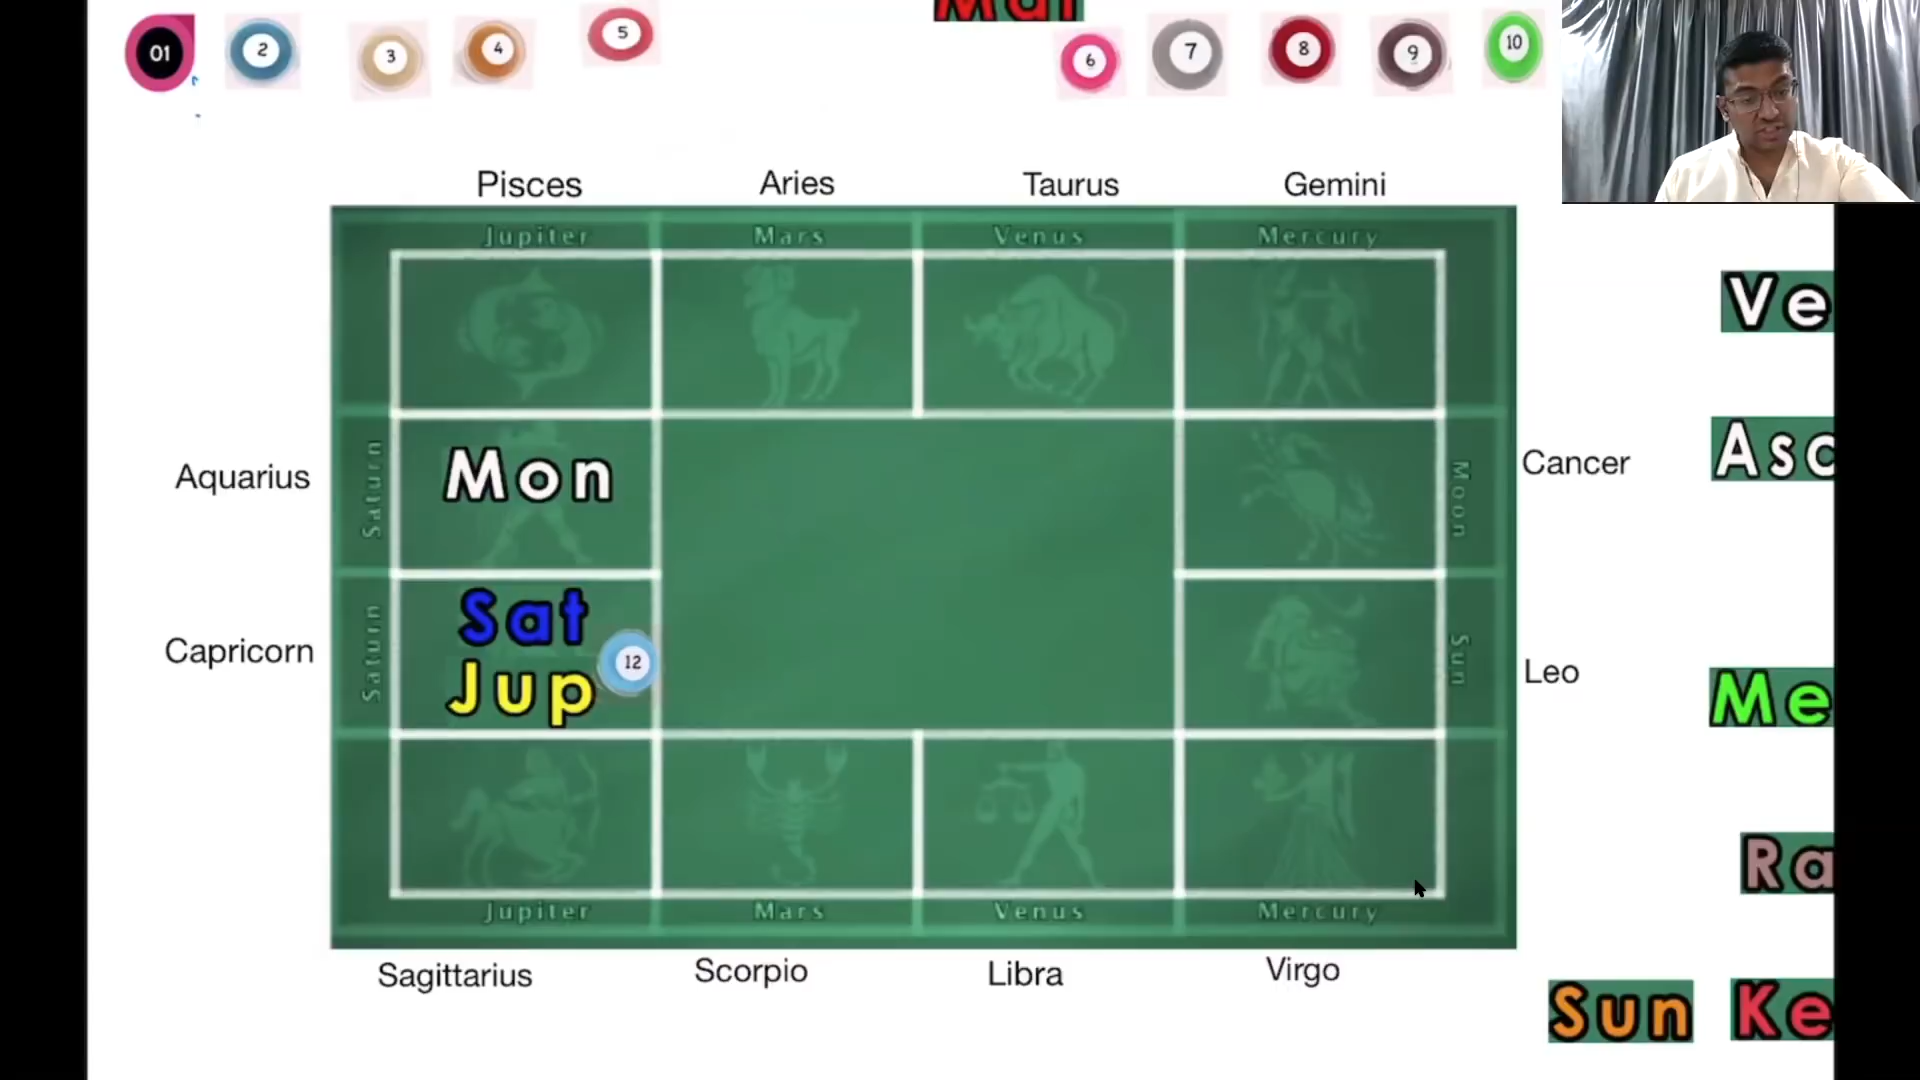 Mar
01 2 3 4 5 6 7 8 9 10
Pisces Aries Taurus Gemini
Jupiter Mars Venus Mercury
Ve
Aquarius Saturn Mon Moon Cancer Asc
Capricorn Saturn Sat Sun Leo
Jup 12
Me
Ra
Jupiter Mars Venus Mercury
Sagittarius Scorpio Libra Virgo
Sun Ke